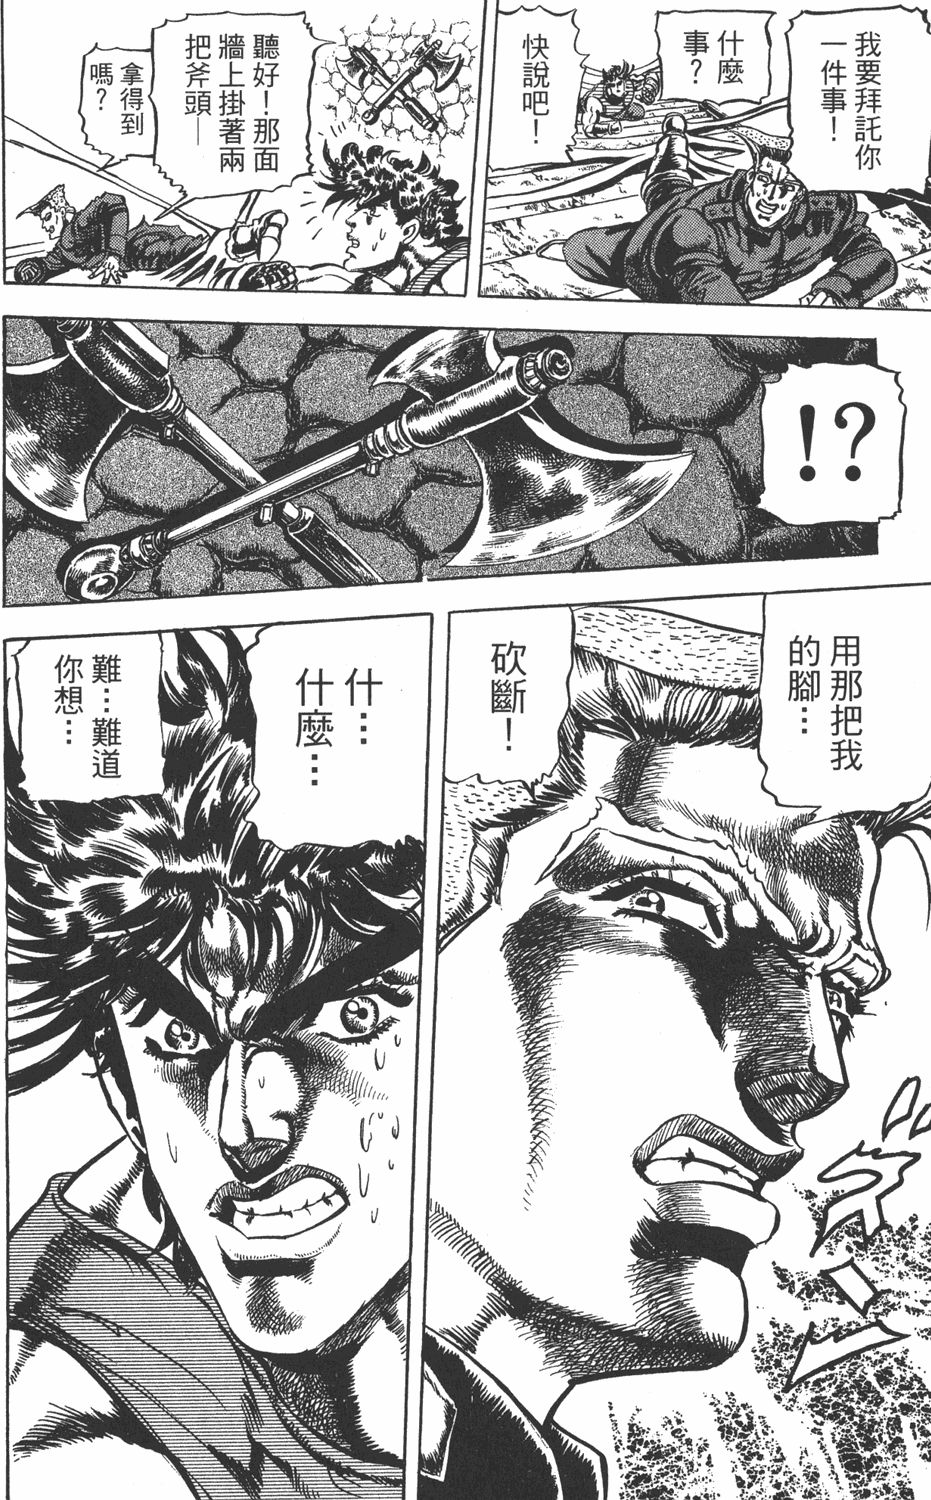 我要拜託你
一件事！
什麼
事？
快說吧！
聽好！那面
牆上掛著兩
把斧頭—
拿得到
嗎？
！？
用那把我
的腳…
砍斷！
什…
什麼…
難…難道
你想…